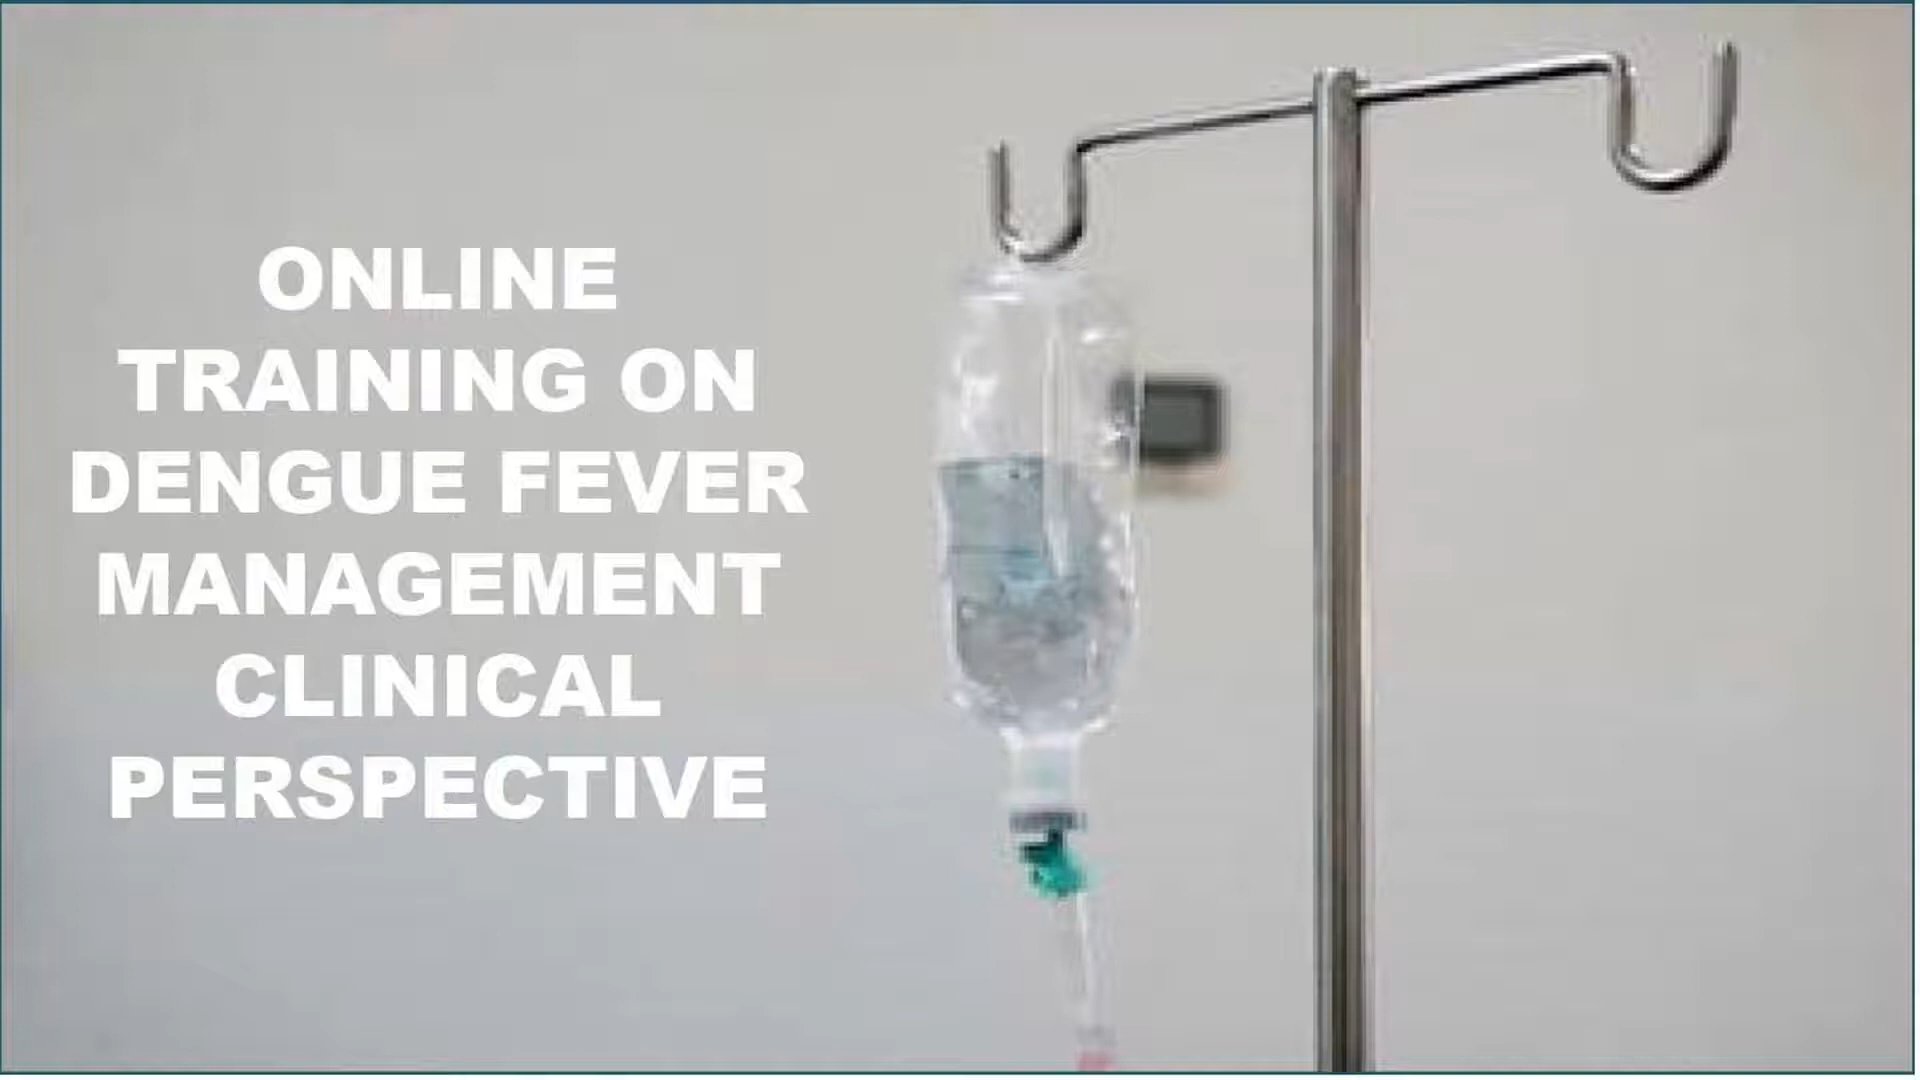 ONLINE
TRAINING ON
DENGUE FEVER
MANAGEMENT
CLINICAL
PERSPECTIVE